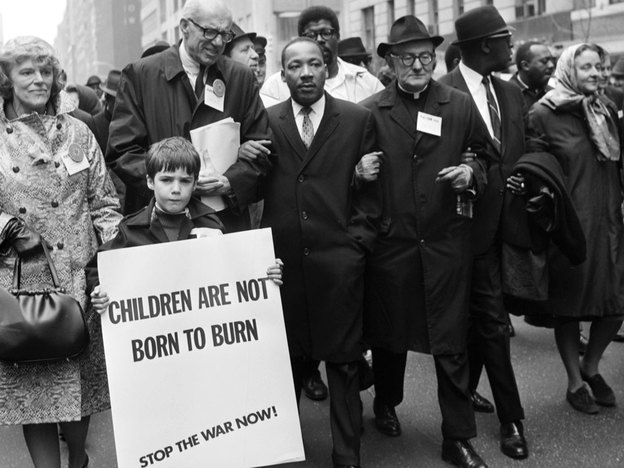 CHILDREN ARE NOT
BORN TO BURN
STOP THE WAR NOW!